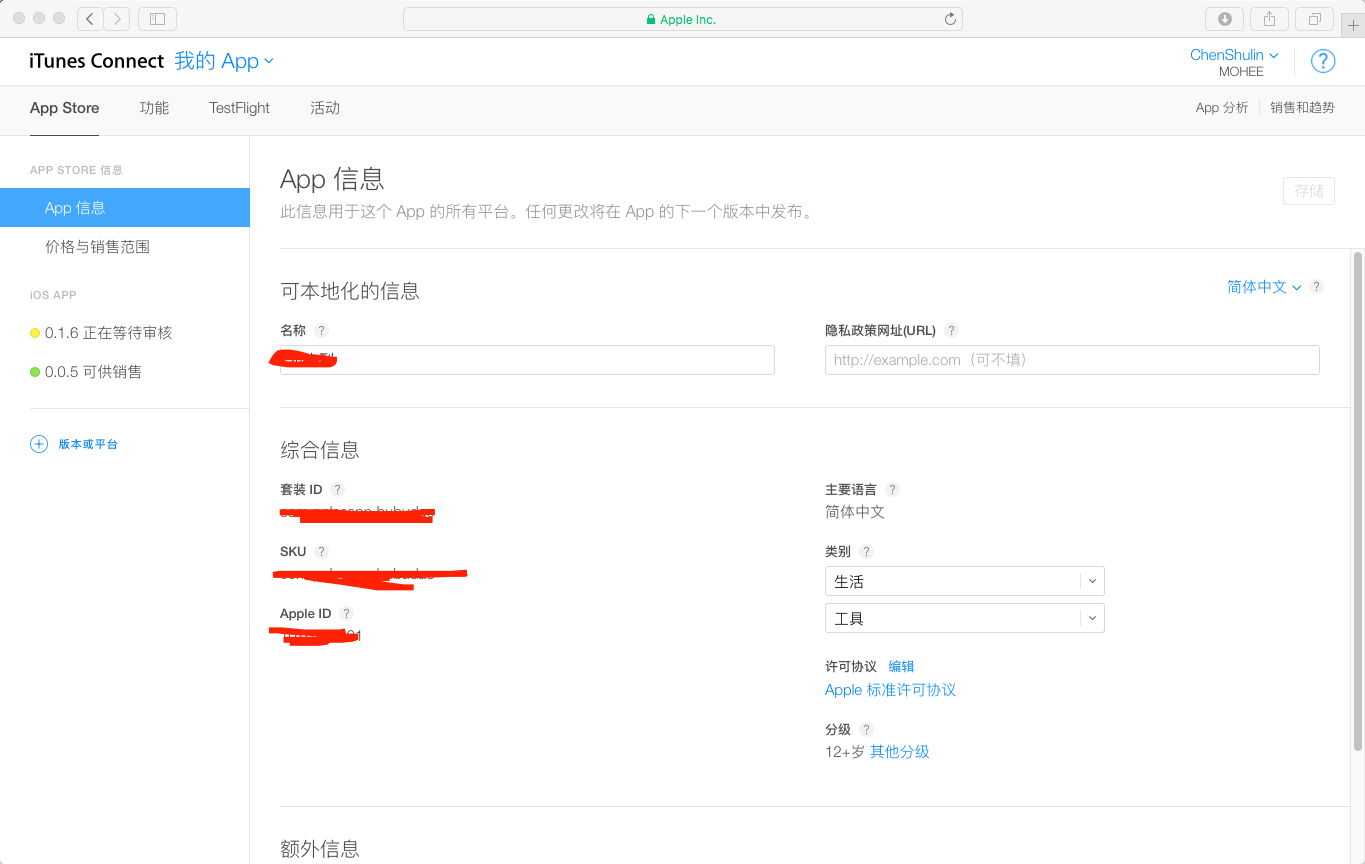 Apple Inc.
iTunes Connect 我的 App
ChenShulin
MOHEE
?
App Store 功能 TestFlight 活动
App 分析 销售和趋势
APP STORE 信息
App 信息
价格与销售范围
iOS APP
0.1.6 正在等待审核
0.0.5 可供销售
版本或平台
App 信息
此信息用于这个 App 的所有平台。任何更改将在 App 的下一个版本中发布。
存储
可本地化的信息
简体中文 ?
名称 ?
隐私政策网址(URL) ?
http://example.com（可不填）
综合信息
套装 ID ?
SKU ?
Apple ID ?
主要语言 ?
简体中文
类别 ?
生活
工具
许可协议 编辑
Apple 标准许可协议
分级 ?
12+岁 其他分级
额外信息